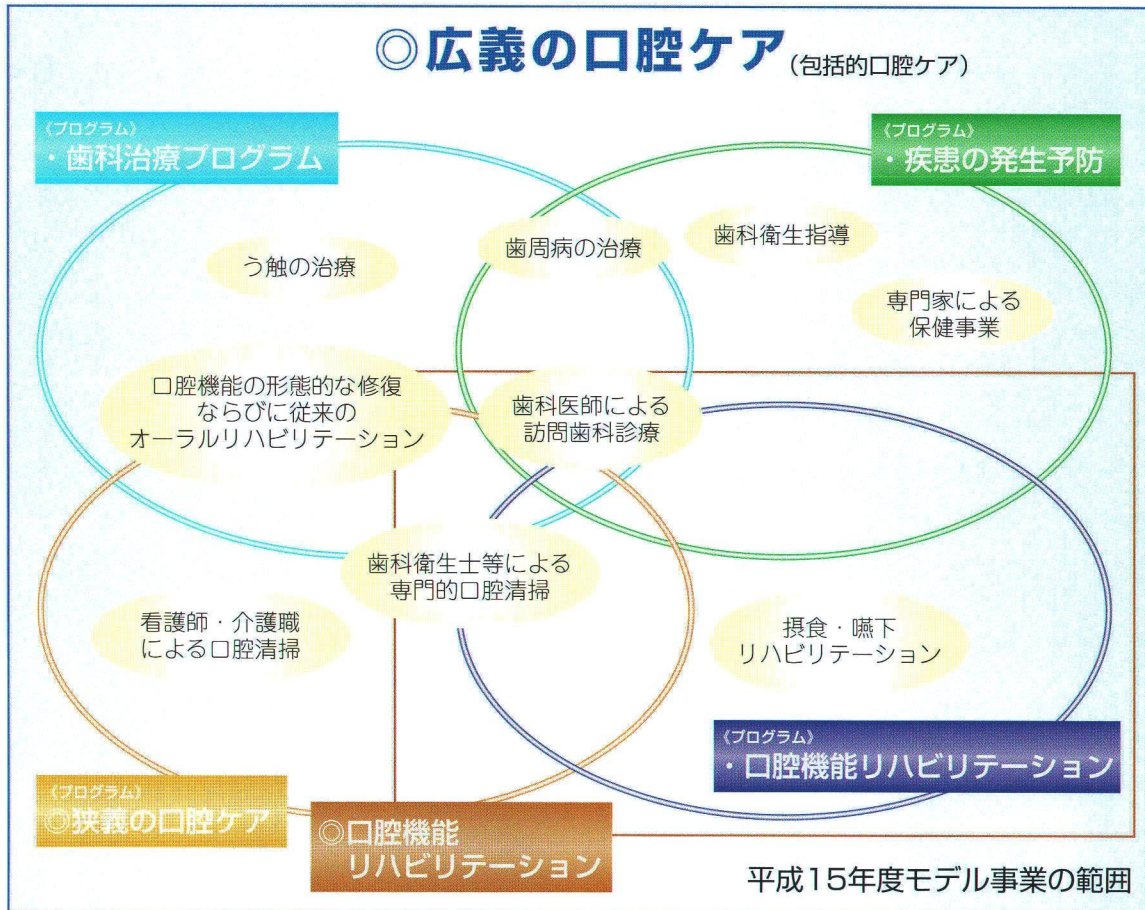 ◎広義の口腔ケア(包括的口腔ケア)
《プログラム》
・歯科治療プログラム
《プログラム》
・疾患の発生予防
う触の治療
歯周病の治療
歯科衛生指導
専門家による
保健事業
口腔機能の形態的な修復
ならびに従来の
オーラルリハビリテーション
歯科医師による
訪問歯科診療
歯科衛生士等による
専門的口腔清掃
看護師・介護職
による口腔清掃
摂食・嚥下
リハビリテーション
《プログラム》
・口腔機能リハビリテーション
《プログラム》
◎狭義の口腔ケア
◎口腔機能
リハビリテーション
平成15年度モデル事業の範囲